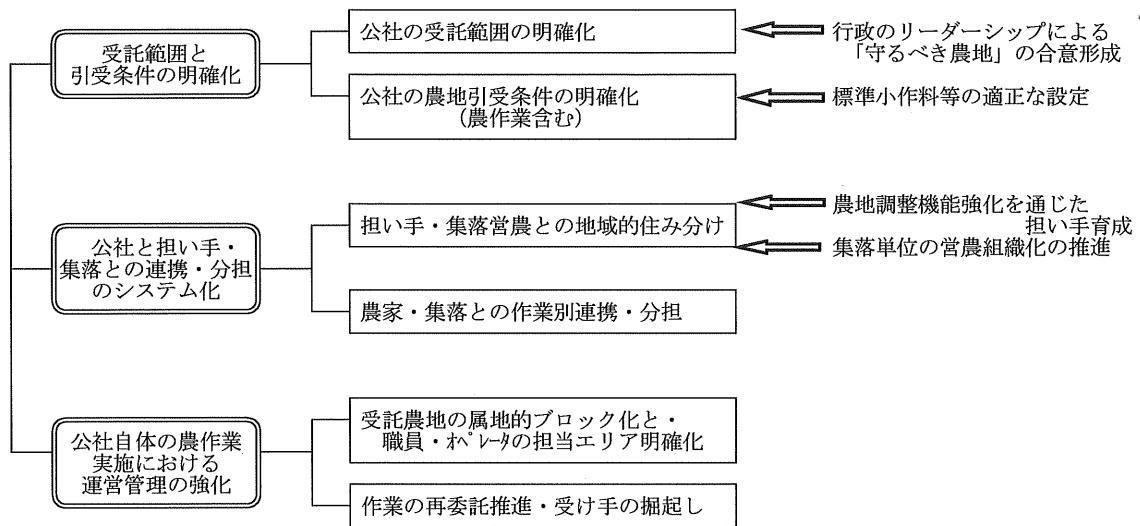 受託範囲と
引受条件の明確化
公社の受託範囲の明確化
行政のリーダーシップによる
「守るべき農地」の合意形成
公社の農地引受条件の明確化
(農作業含む)
標準小作料等の適正な設定
公社と担い手・
集落との連携・分担
のシステム化
担い手・集落営農との地域的住み分け
農地調整機能強化を通じた
担い手育成
集落単位の営農組織化の推進
農家・集落との作業別連携・分担
公社自体の農作業
実施における
運営管理の強化
受託農地の属地的ブロック化と・
職員・ｵﾍﾟﾚｰﾀの担当エリア明確化
作業の再委託推進・受け手の掘起し